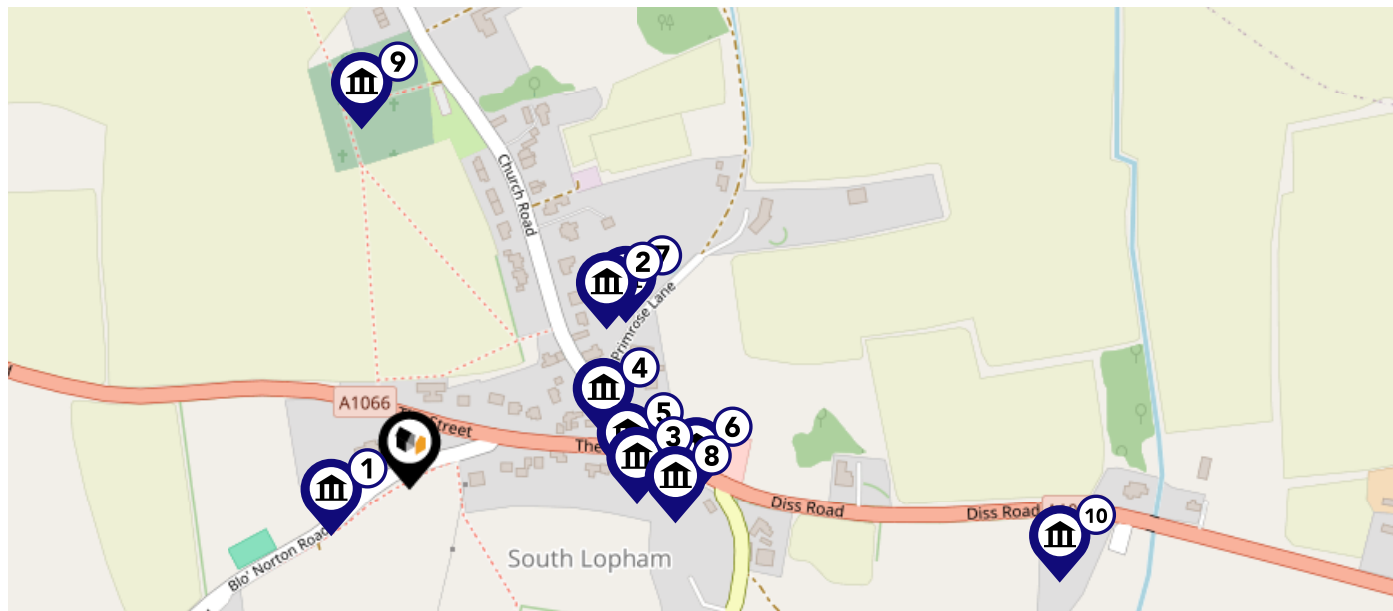 9
Church Road
2
7
Primrose Lane
4
A1066
Street
5
The
3
6
8
1
Diss Road
Diss Road
10
Blo' Norton Road
South Lopham